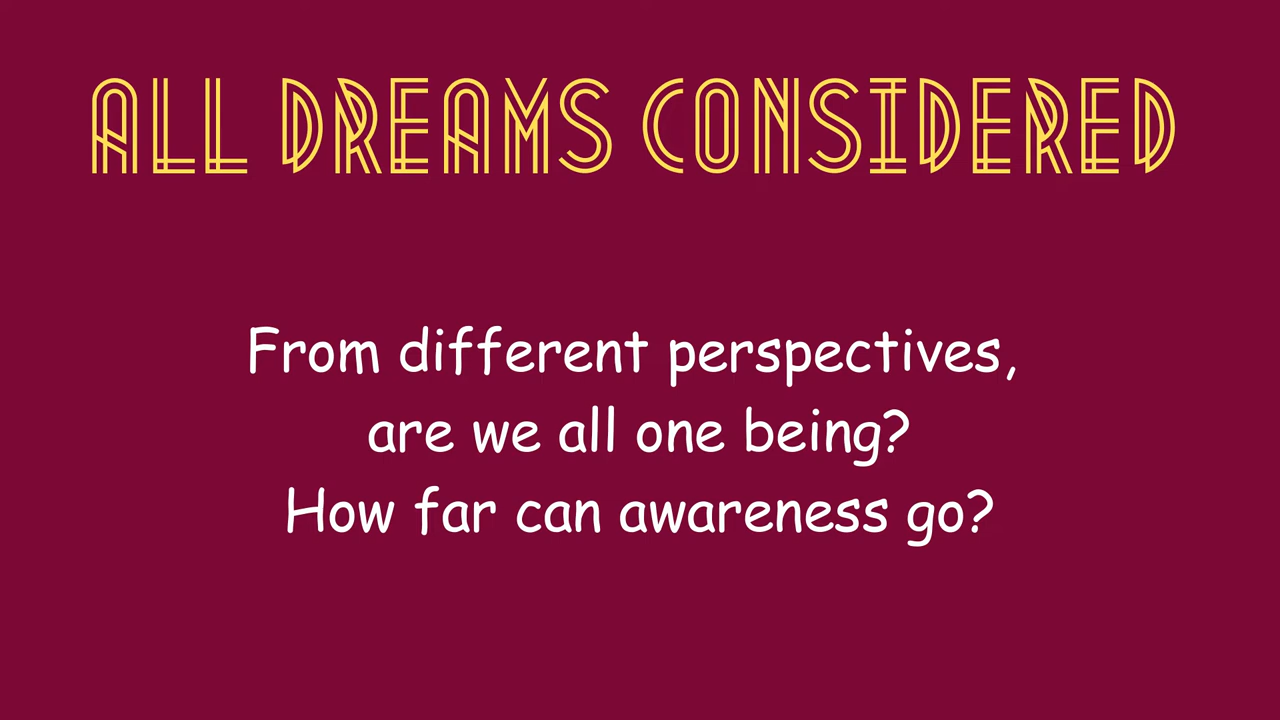 ALL DREAMS CONSIDERED
From different perspectives,
are we all one being?
How far can awareness go?